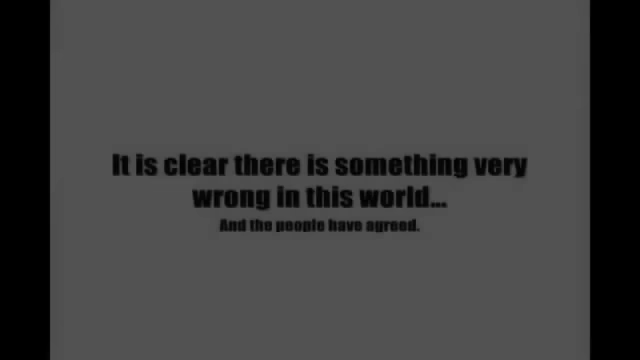 It is clear there is something very
wrong in this world...
And the people have agreed.